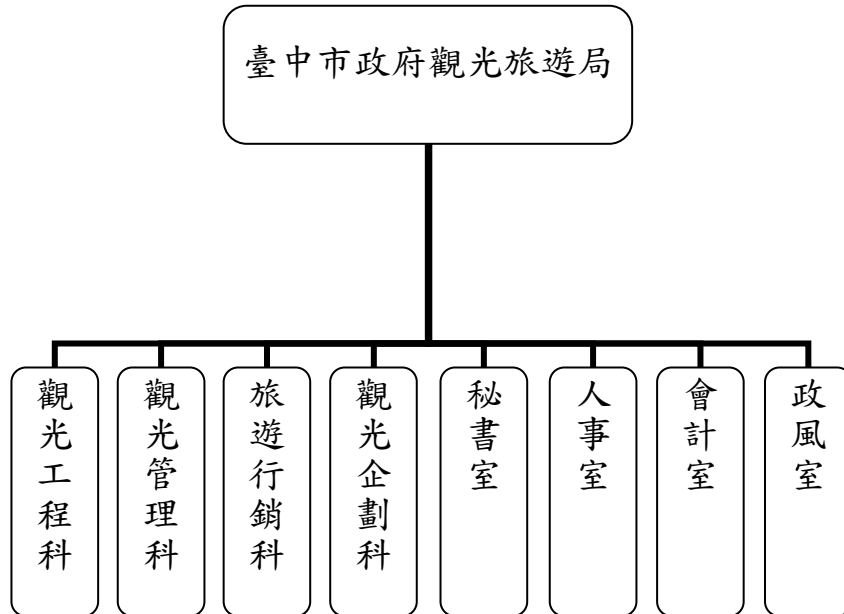 臺中市政府觀光旅遊局
觀光工程科
觀光管理科
旅遊行銷科
觀光企劃科
秘書室
人事室
會計室
政風室